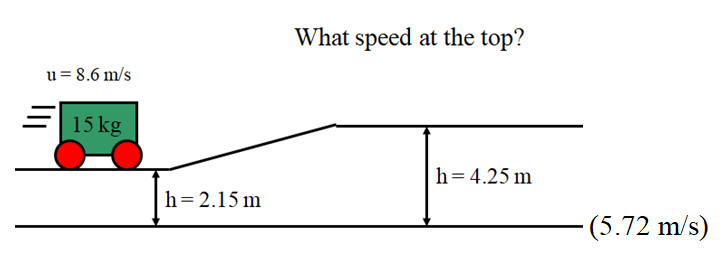 What speed at the top?
u = 8.6 m/s
15 kg
h = 4.25 m
h = 2.15 m
(5.72 m/s)